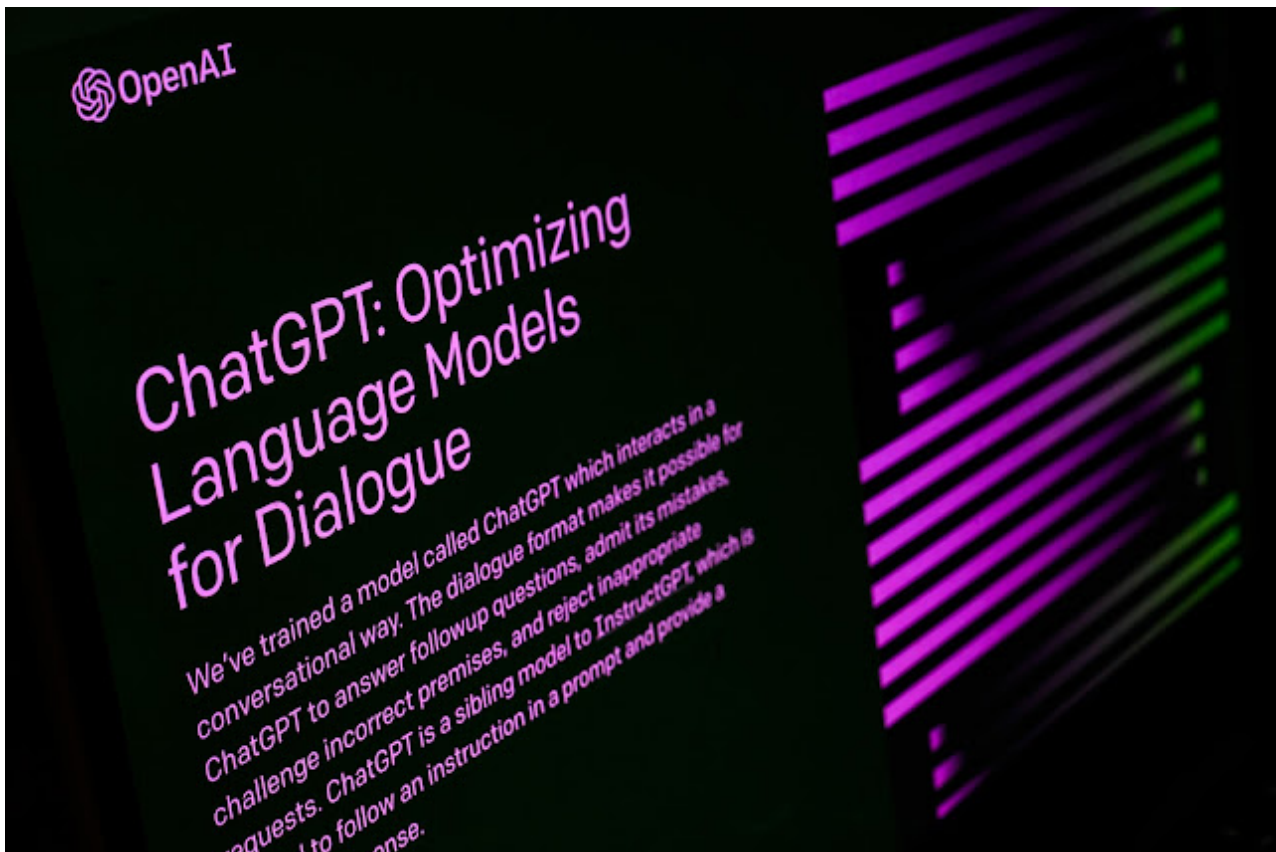 OpenAI
ChatGPT: Optimizing
Language Models
for Dialogue
We've trained a model called ChatGPT which interacts in a
conversational way. The dialogue format makes it possible for
ChatGPT to answer followup questions, admit its mistakes,
challenge incorrect premises, and reject inappropriate
requests. ChatGPT is a sibling model to InstructGPT, which is
to follow an instruction in a prompt and provide a